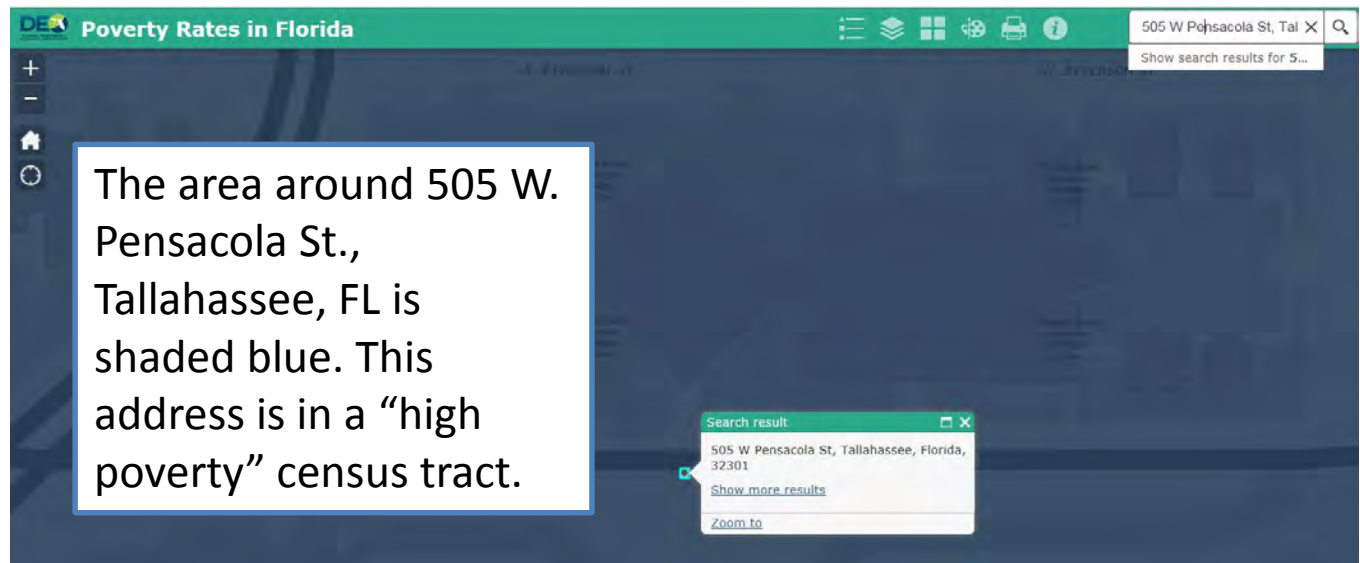 DEO Poverty Rates in Florida
505 W Pensacola St, Tal
Show search results for 5...
W Jefferson St
The area around 505 W.
Pensacola St.,
Tallahassee, FL is
shaded blue. This
address is in a “high
poverty” census tract.
Search result
505 W Pensacola St, Tallahassee, Florida,
32301
Show more results
Zoom to